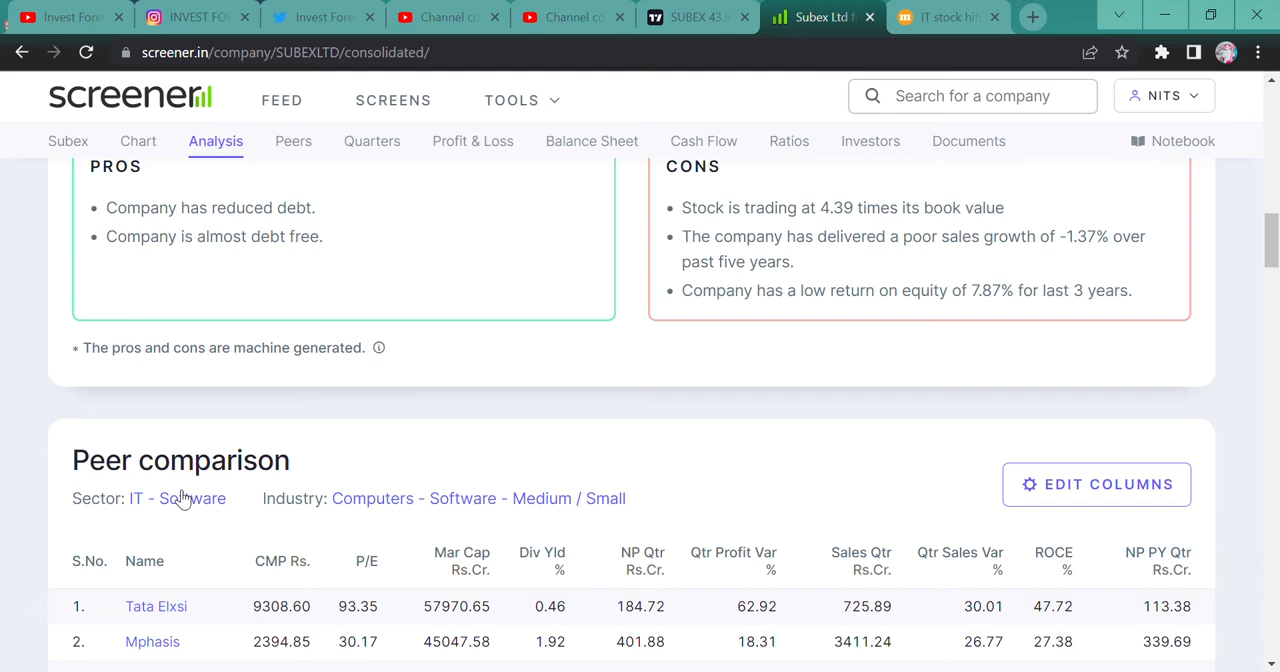 Invest Forev
INVEST FOR
Invest Forev
Channel co
Channel co
SUBEX 43.9
Subex Ltd fi
IT stock hits
screener.in/company/SUBEXLTD/consolidated/
screener
FEED
SCREENS
TOOLS
Search for a company
NITS
Subex
Chart
Analysis
Peers
Quarters
Profit & Loss
Balance Sheet
Cash Flow
Ratios
Investors
Documents
Notebook
PROS
• Company has reduced debt.
• Company is almost debt free.
CONS
• Stock is trading at 4.39 times its book value
• The company has delivered a poor sales growth of -1.37% over
past five years.
• Company has a low return on equity of 7.87% for last 3 years.
* The pros and cons are machine generated.
Peer comparison
Sector: IT - Software Industry: Computers - Software - Medium / Small
EDIT COLUMNS
S.No. Name CMP Rs. P/E Mar Cap Rs.Cr. Div Yld % NP Qtr Rs.Cr. Qtr Profit Var % Sales Qtr Rs.Cr. Qtr Sales Var % ROCE % NP PY Qtr Rs.Cr.
1. Tata Elxsi 9308.60 93.35 57970.65 0.46 184.72 62.92 725.89 30.01 47.72 113.38
2. Mphasis 2394.85 30.17 45047.58 1.92 401.88 18.31 3411.24 26.77 27.38 339.69